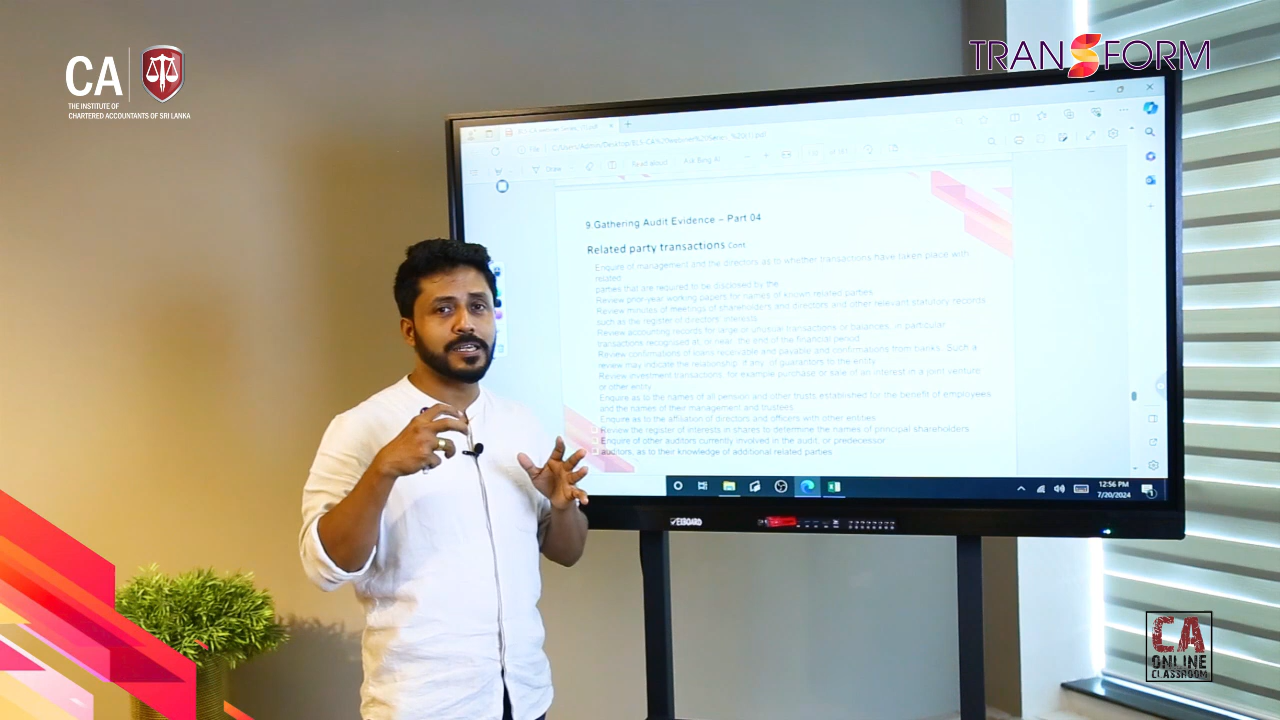 CA
THE INSTITUTE OF
CHARTERED ACCOUNTANTS OF SRI LANKA
TRANSFORM
File
C:/Users/Admin/Desktop/
Draw
Read aloud
Ask Bing AI
9 Gathering Audit Evidence – Part 04
Related party transactions Cont
Enquire of management and the directors as to whether transactions have taken place with
related
parties that are required to be disclosed by the
Review prior-year working papers for names of known related parties
Review minutes of meetings of shareholders and directors and other relevant statutory records
such as the register of directors' interests
Review accounting records for large or unusual transactions or balances, in particular
transactions recognised at, or near, the end of the financial period
Review confirmations of loans receivable and payable and confirmations from banks. Such a
review may indicate the relationship, if any, of guarantors to the entity
Review investment transactions, for example purchase or sale of an interest in a joint venture
or other entity
Enquire as to the names of all pension and other trusts established for the benefit of employees
and the names of their management and trustees
Enquire as to the affiliation of directors and officers with other entities
Review the register of interests in shares to determine the names of principal shareholders
Enquire of other auditors currently involved in the audit, or predecessor
auditors, as to their knowledge of additional related parties
12:56 PM
7/20/2024
EIBOARD
CA
ONLINE
CLASSROOM